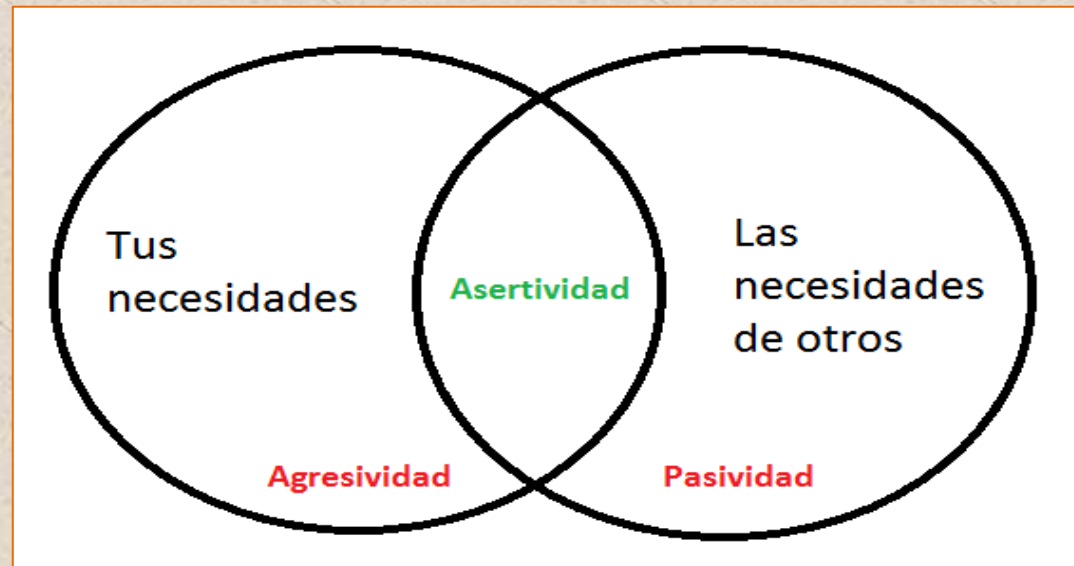 Tus
necesidades
Asertividad
Las
necesidades
de otros
Agresividad
Pasividad